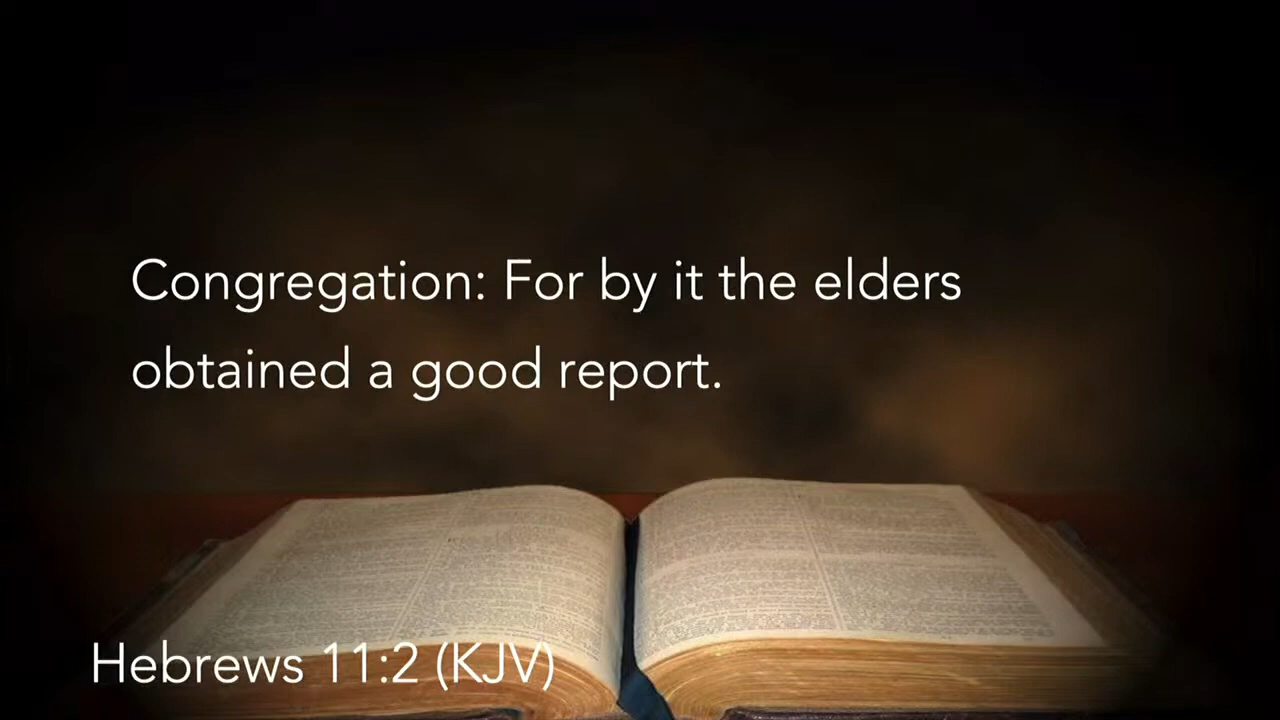 Congregation: For by it the elders
obtained a good report.
Hebrews 11:2 (KJV)